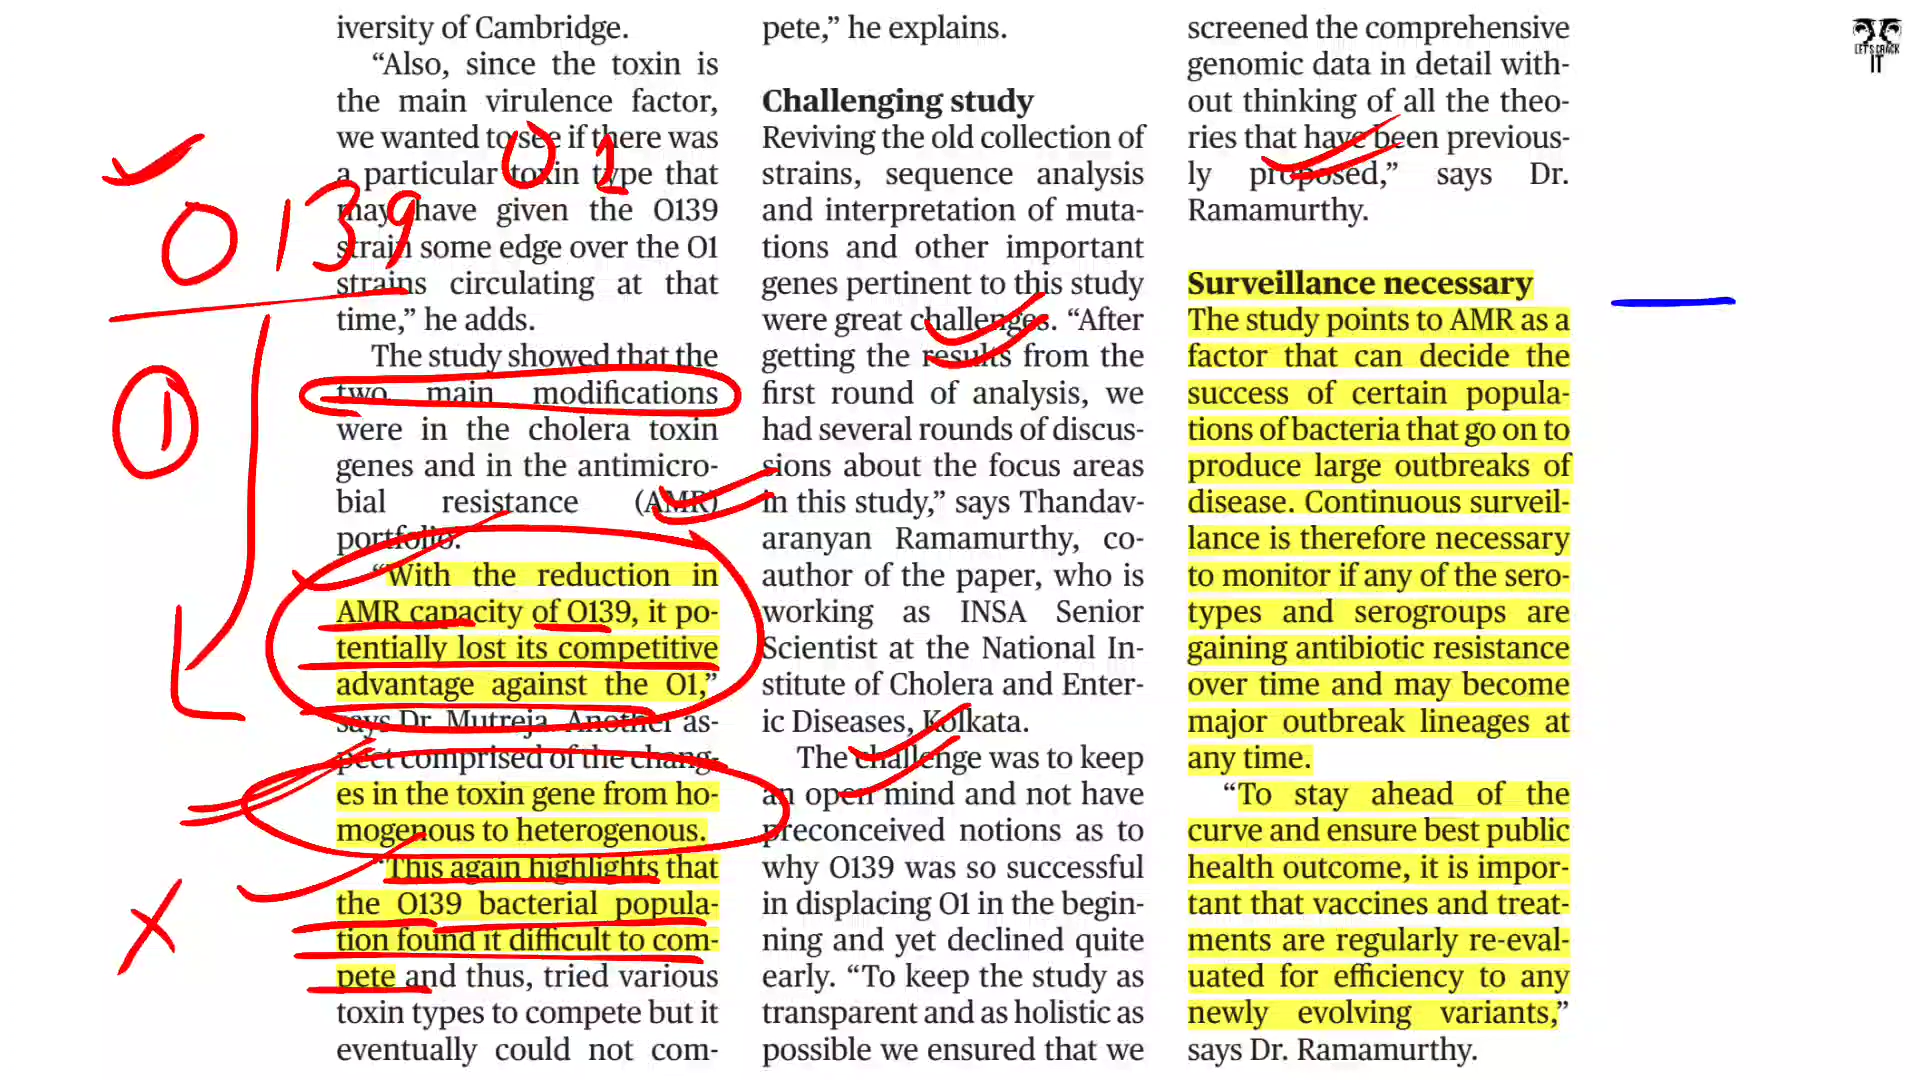 iversity of Cambridge.
“Also, since the toxin is
the main virulence factor,
we wanted to see if there was
a particular toxin type that
may have given the O139
strain some edge over the O1
strains circulating at that
time,” he adds.
The study showed that the
two main modifications
were in the cholera toxin
genes and in the antimicro-
bial resistance (AMR)
portfolio.
“With the reduction in
AMR capacity of O139, it po-
tentially lost its competitive
advantage against the O1,”
says Dr. Mutreja. Another as-
pect comprised of the chang-
es in the toxin gene from ho-
mogenous to heterogenous.
“This again highlights that
the O139 bacterial popula-
tion found it difficult to com-
pete and thus, tried various
toxin types to compete but it
eventually could not com-
pete,” he explains.
Challenging study
Reviving the old collection of
strains, sequence analysis
and interpretation of muta-
tions and other important
genes pertinent to this study
were great challenges. “After
getting the results from the
first round of analysis, we
had several rounds of discus-
sions about the focus areas
in this study,” says Thandav-
aranyan Ramamurthy, co-
author of the paper, who is
working as INSA Senior
Scientist at the National In-
stitute of Cholera and Enter-
ic Diseases, Kolkata.
The challenge was to keep
an open mind and not have
preconceived notions as to
why O139 was so successful
in displacing O1 in the begin-
ning and yet declined quite
early. “To keep the study as
transparent and as holistic as
possible we ensured that we
screened the comprehensive
genomic data in detail with-
out thinking of all the theo-
ries that have been previous-
ly proposed,” says Dr.
Ramamurthy.
Surveillance necessary
The study points to AMR as a
factor that can decide the
success of certain popula-
tions of bacteria that go on to
produce large outbreaks of
disease. Continuous surveil-
lance is therefore necessary
to monitor if any of the sero-
types and serogroups are
gaining antibiotic resistance
over time and may become
major outbreak lineages at
any time.
“To stay ahead of the
curve and ensure best public
health outcome, it is impor-
tant that vaccines and treat-
ments are regularly re-eval-
uated for efficiency to any
newly evolving variants,”
says Dr. Ramamurthy.
O1
O139
1
X
LET'S CRACK
IT